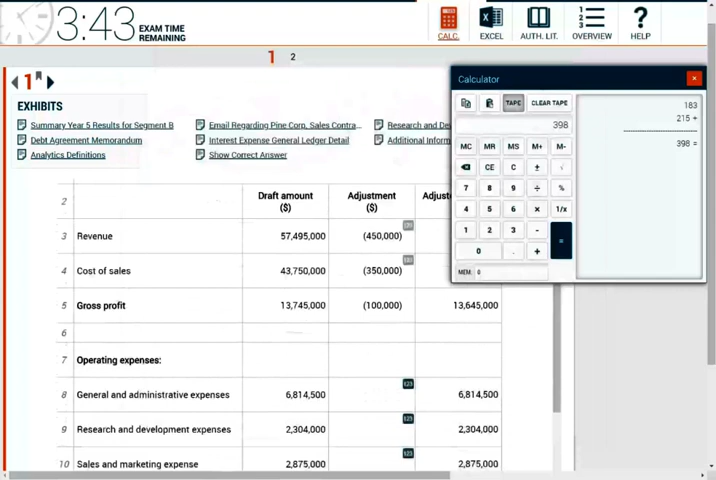 3:43 EXAM TIME REMAINING
CALC. EXCEL AUTH. LIT. OVERVIEW HELP
1 2
1
EXHIBITS
Summary Year 5 Results for Segment B Email Regarding Pine Corp. Sales Contra... Research and De
Debt Agreement Memorandum Interest Expense General Ledger Detail Additional Inform
Analytics Definitions Show Correct Answer
Calculator ×
TAPE CLEAR TAPE
398
183
215 +
398 =
MC MR MS M+ M-
CE C ± √
7 8 9 ÷ %
4 5 6 × 1/x
1 2 3 - =
0 . +
MEM: 0
2 Draft amount ($) Adjustment ($) Adjust
3 Revenue 57,495,000 (450,000)
4 Cost of sales 43,750,000 (350,000)
5 Gross profit 13,745,000 (100,000) 13,645,000
6
7 Operating expenses:
8 General and administrative expenses 6,814,500 123 6,814,500
9 Research and development expenses 2,304,000 123 2,304,000
10 Sales and marketing expense 2,875,000 123 2,875,000